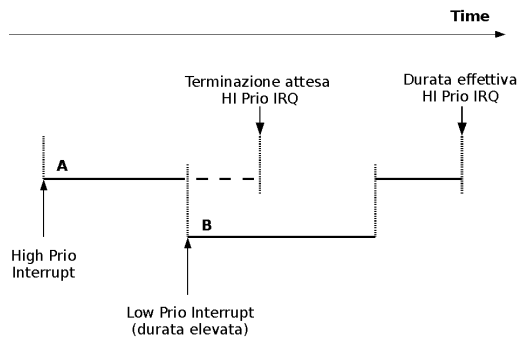 Time
Terminazione attesa
HI Prio IRQ
Durata effettiva
HI Prio IRQ
A
B
High Prio
Interrupt
Low Prio Interrupt
(durata elevata)